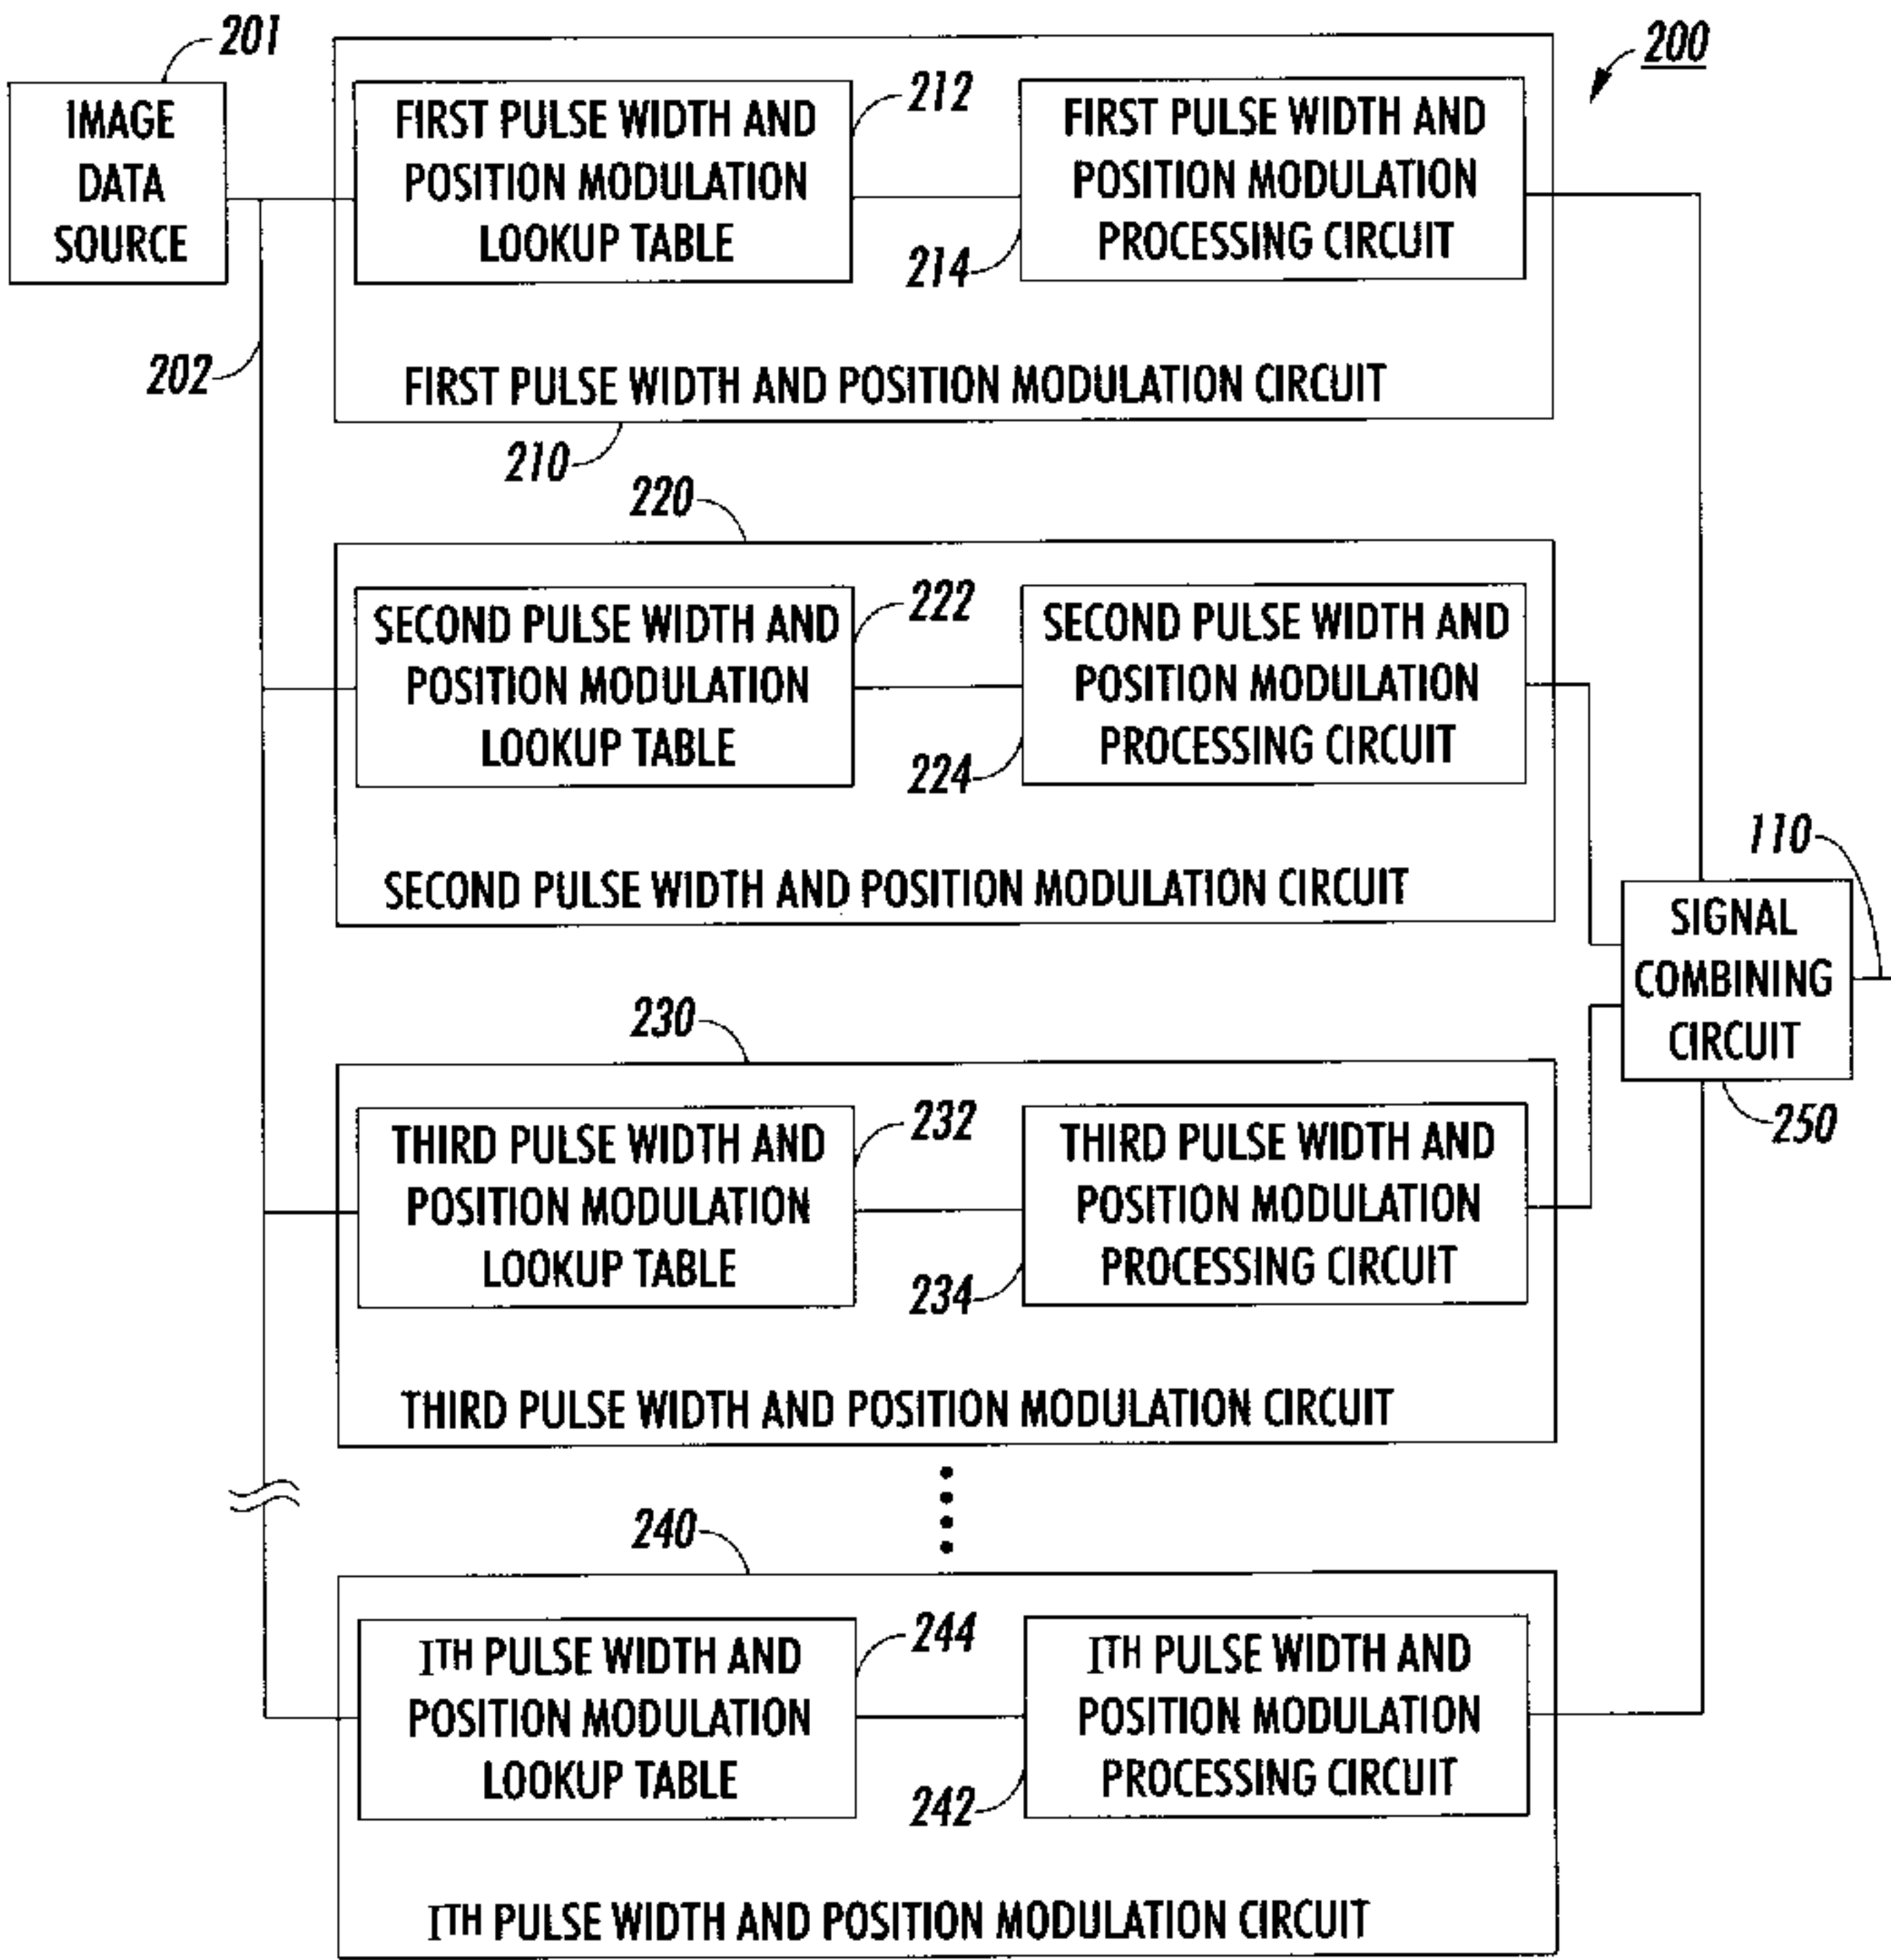 201
200
IMAGE
DATA
SOURCE
FIRST PULSE WIDTH AND
POSITION MODULATION
LOOKUP TABLE
212
214
FIRST PULSE WIDTH AND
POSITION MODULATION
PROCESSING CIRCUIT
202
FIRST PULSE WIDTH AND POSITION MODULATION CIRCUIT
210
220
SECOND PULSE WIDTH AND
POSITION MODULATION
LOOKUP TABLE
222
224
SECOND PULSE WIDTH AND
POSITION MODULATION
PROCESSING CIRCUIT
SECOND PULSE WIDTH AND POSITION MODULATION CIRCUIT
110
SIGNAL
COMBINING
CIRCUIT
250
230
THIRD PULSE WIDTH AND
POSITION MODULATION
LOOKUP TABLE
232
234
THIRD PULSE WIDTH AND
POSITION MODULATION
PROCESSING CIRCUIT
THIRD PULSE WIDTH AND POSITION MODULATION CIRCUIT
240
ITH PULSE WIDTH AND
POSITION MODULATION
LOOKUP TABLE
244
242
ITH PULSE WIDTH AND
POSITION MODULATION
PROCESSING CIRCUIT
ITH PULSE WIDTH AND POSITION MODULATION CIRCUIT